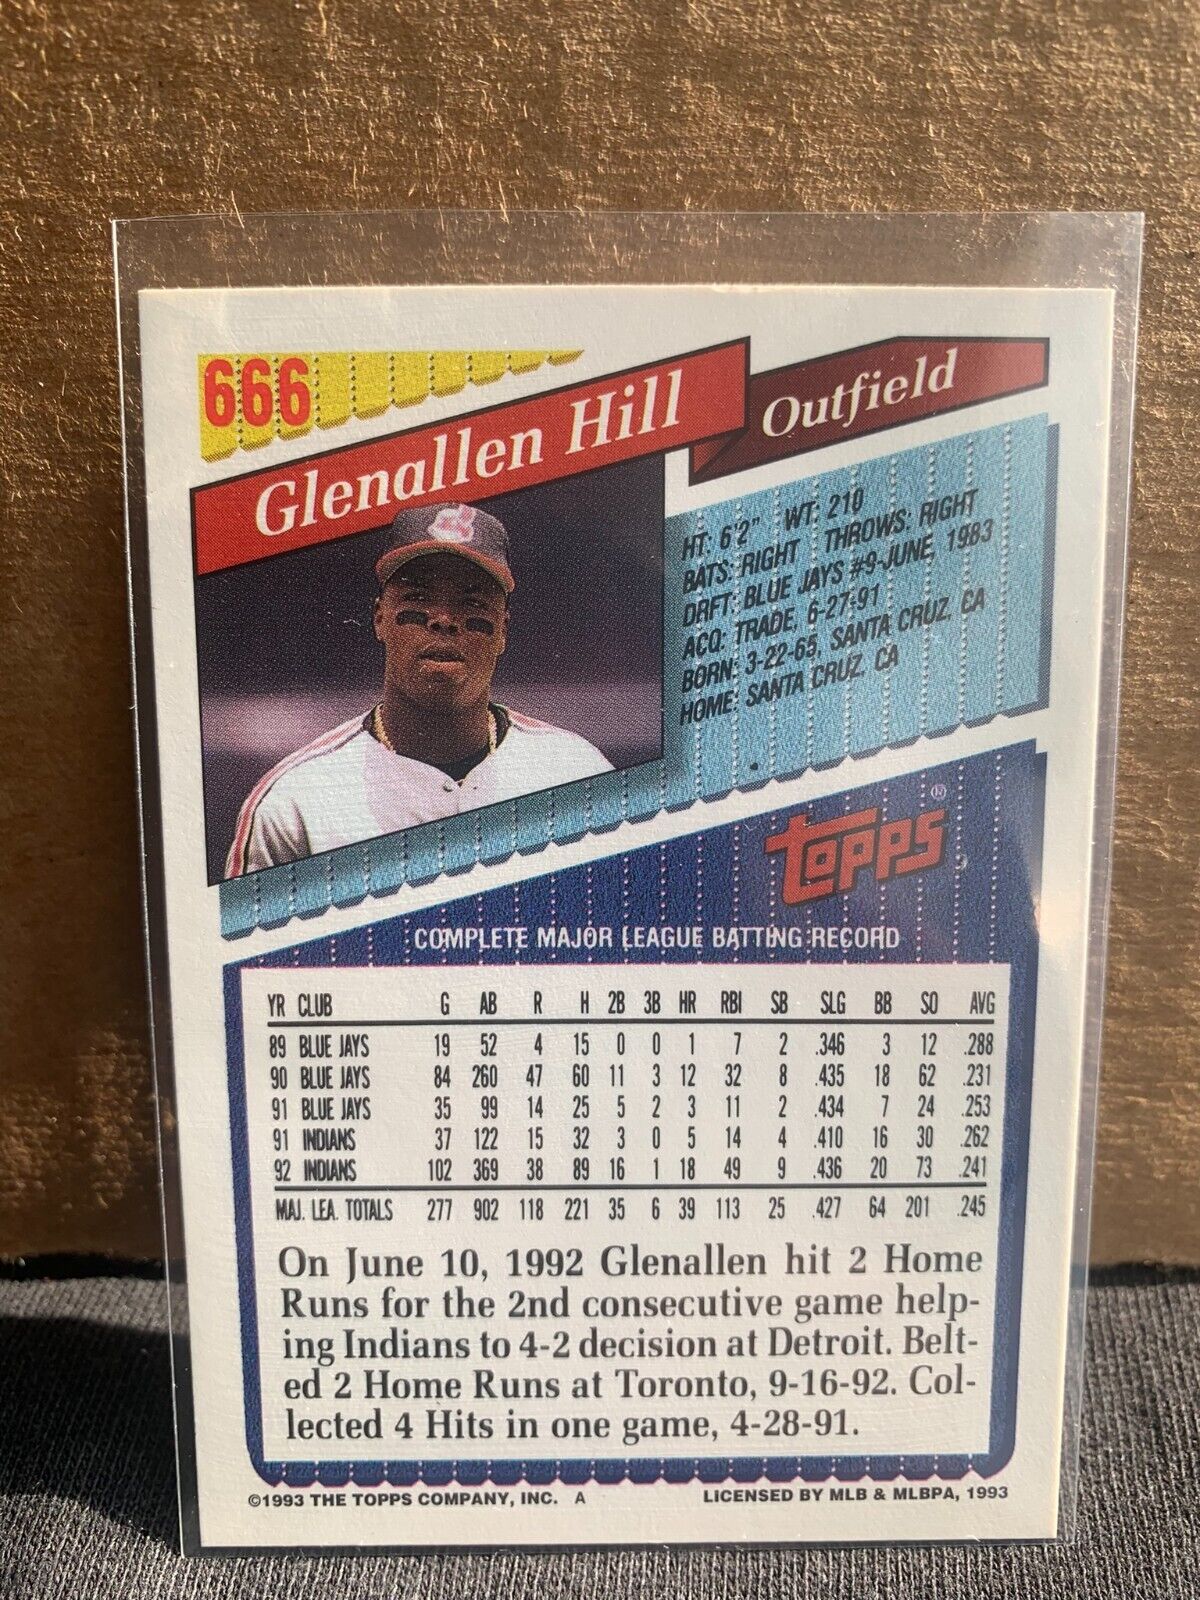 666
Glenallen Hill
Outfield
HT: 6'2" WT: 210
BATS: RIGHT THROWS: RIGHT
DRFT: BLUE JAYS #9-JUNE, 1983
ACQ: TRADE, 6-27-91
BORN: 3-22-65, SANTA CRUZ, CA
HOME: SANTA CRUZ, CA
Topps®
COMPLETE MAJOR LEAGUE BATTING RECORD
YR CLUB G AB R H 2B 3B HR RBI SB SLG BB SO AVG
89 BLUE JAYS 19 52 4 15 0 0 1 7 2 .346 3 12 .288
90 BLUE JAYS 84 260 47 60 11 3 12 32 8 .435 18 62 .231
91 BLUE JAYS 35 99 14 25 5 2 3 11 2 .434 7 24 .253
91 INDIANS 37 122 15 32 3 0 5 14 4 .410 16 30 .262
92 INDIANS 102 369 38 89 16 1 18 49 9 .436 20 73 .241
MAJ. LEA. TOTALS 277 902 118 221 35 6 39 113 25 .427 64 201 .245
On June 10, 1992 Glenallen hit 2 Home
Runs for the 2nd consecutive game help-
ing Indians to 4-2 decision at Detroit. Belt-
ed 2 Home Runs at Toronto, 9-16-92. Col-
lected 4 Hits in one game, 4-28-91.
©1993 THE TOPPS COMPANY, INC. A
LICENSED BY MLB & MLBPA, 1993